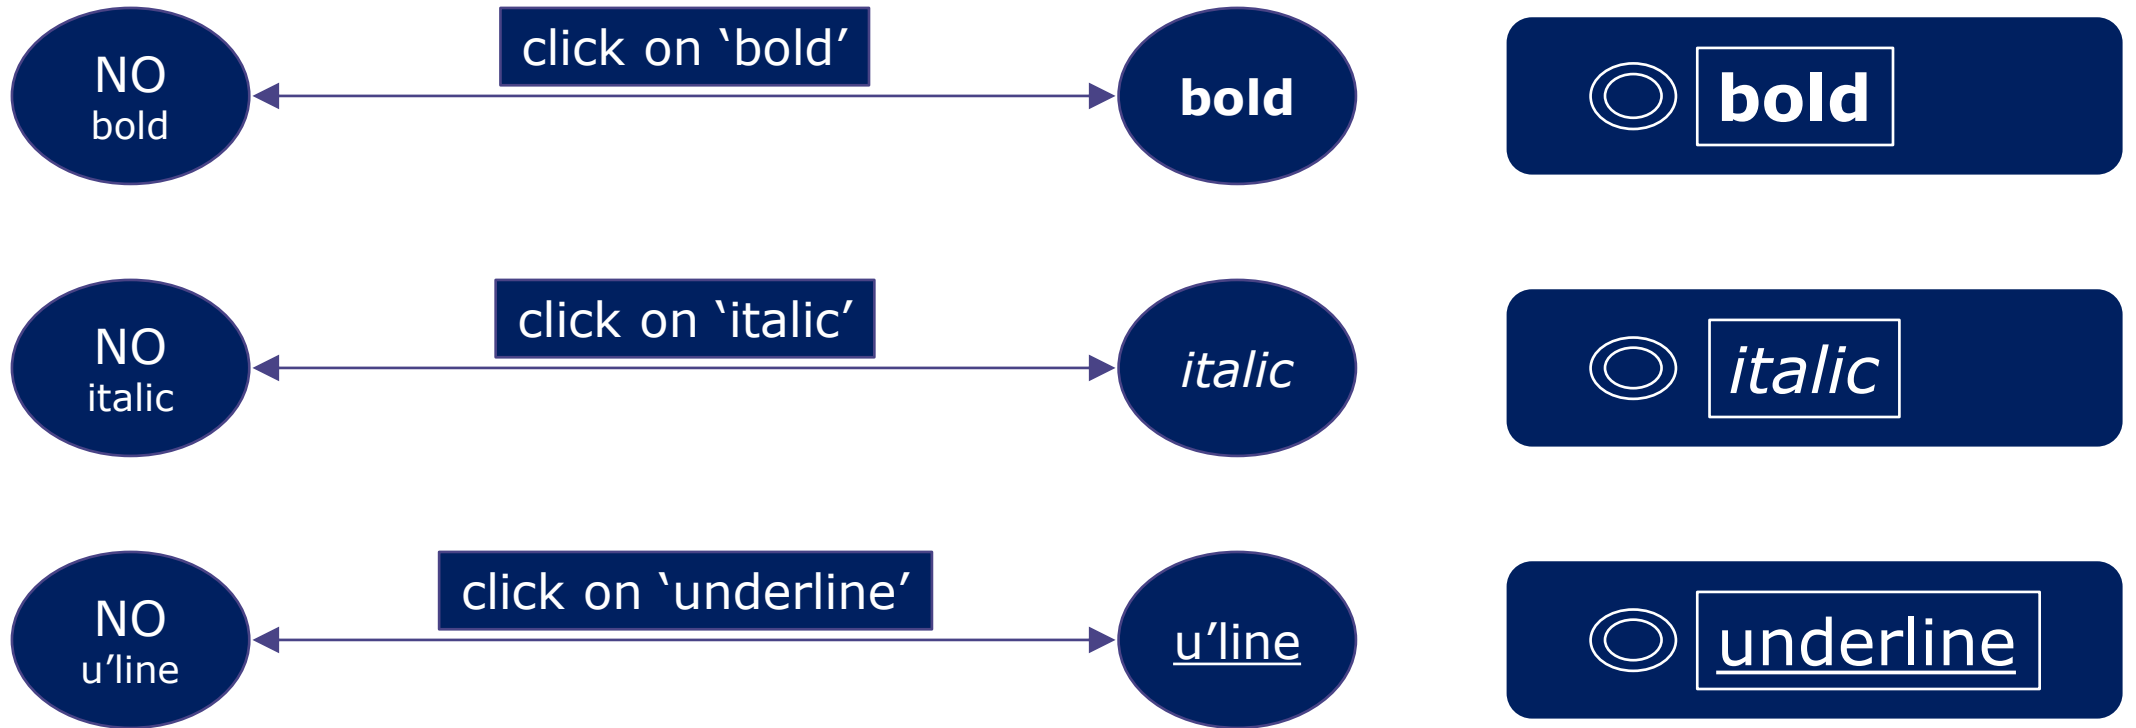 NO
bold
click on ‘bold’
bold
bold
NO
italic
click on ‘italic’
italic
italic
NO
u’line
click on ‘underline’
u’line
underline